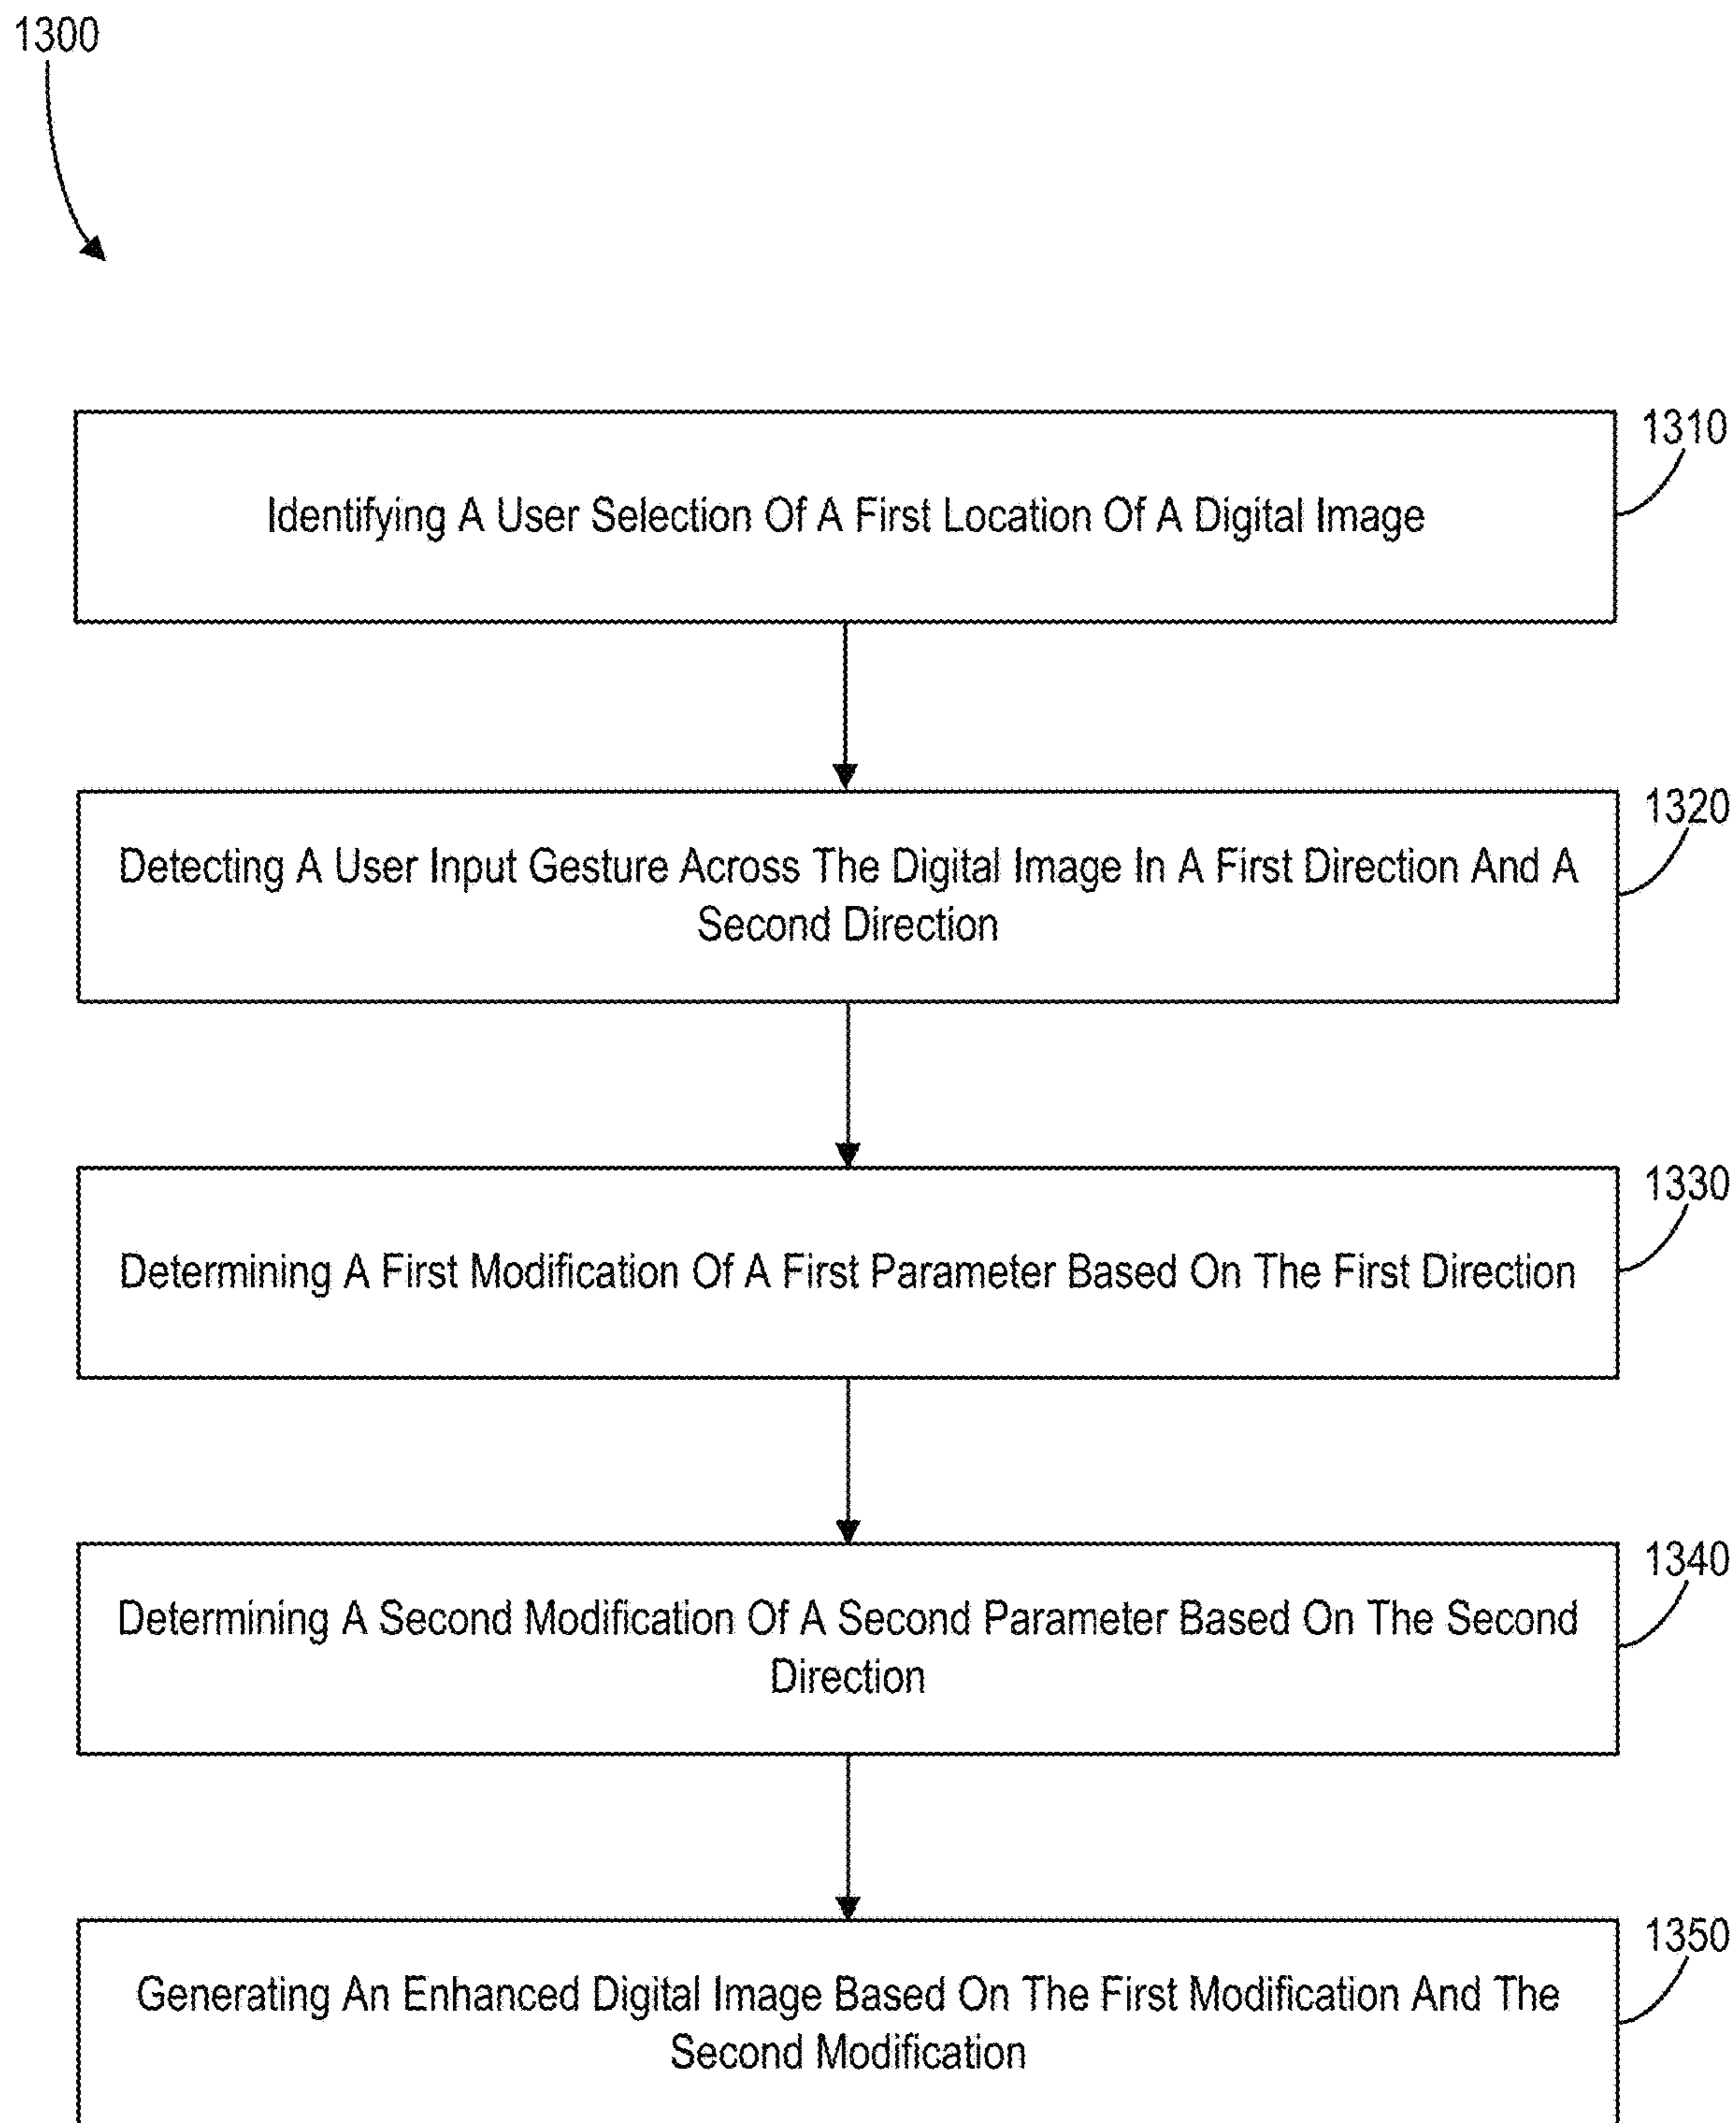 1300
1310
Identifying A User Selection Of A First Location Of A Digital Image
1320
Detecting A User Input Gesture Across The Digital Image In A First Direction And A
Second Direction
1330
Determining A First Modification Of A First Parameter Based On The First Direction
1340
Determining A Second Modification Of A Second Parameter Based On The Second
Direction
1350
Generating An Enhanced Digital Image Based On The First Modification And The
Second Modification